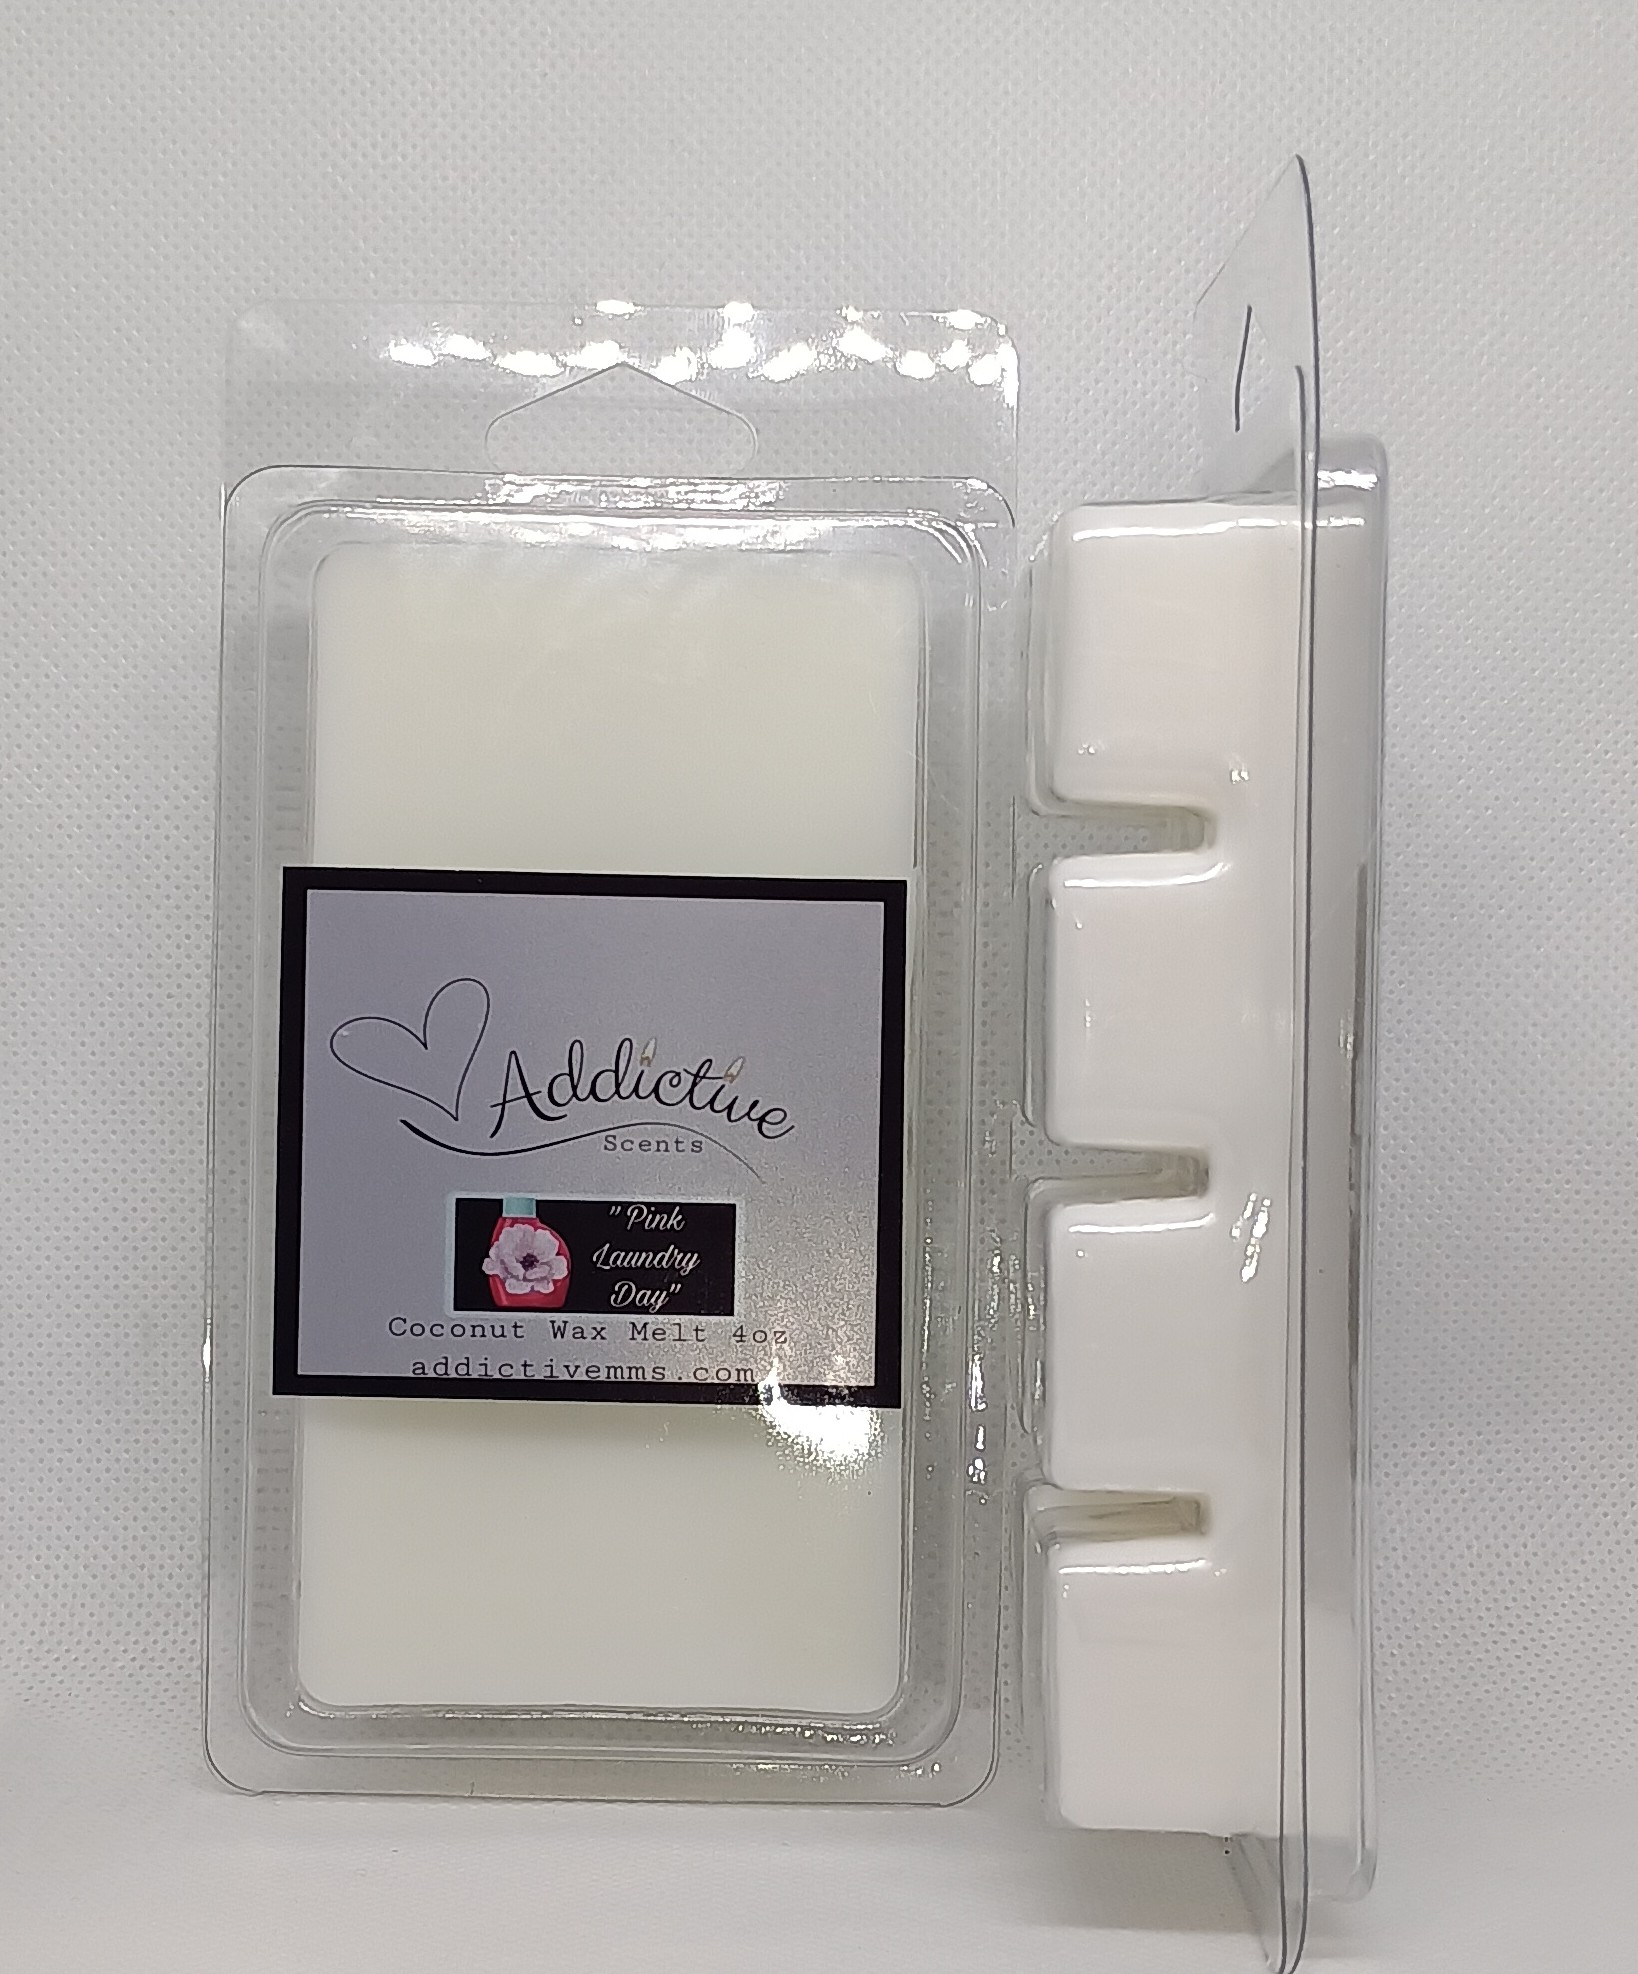 Addictive
Scents
"Pink
Laundry
Day"
Coconut Wax Melt 4oz
addictivemms.com